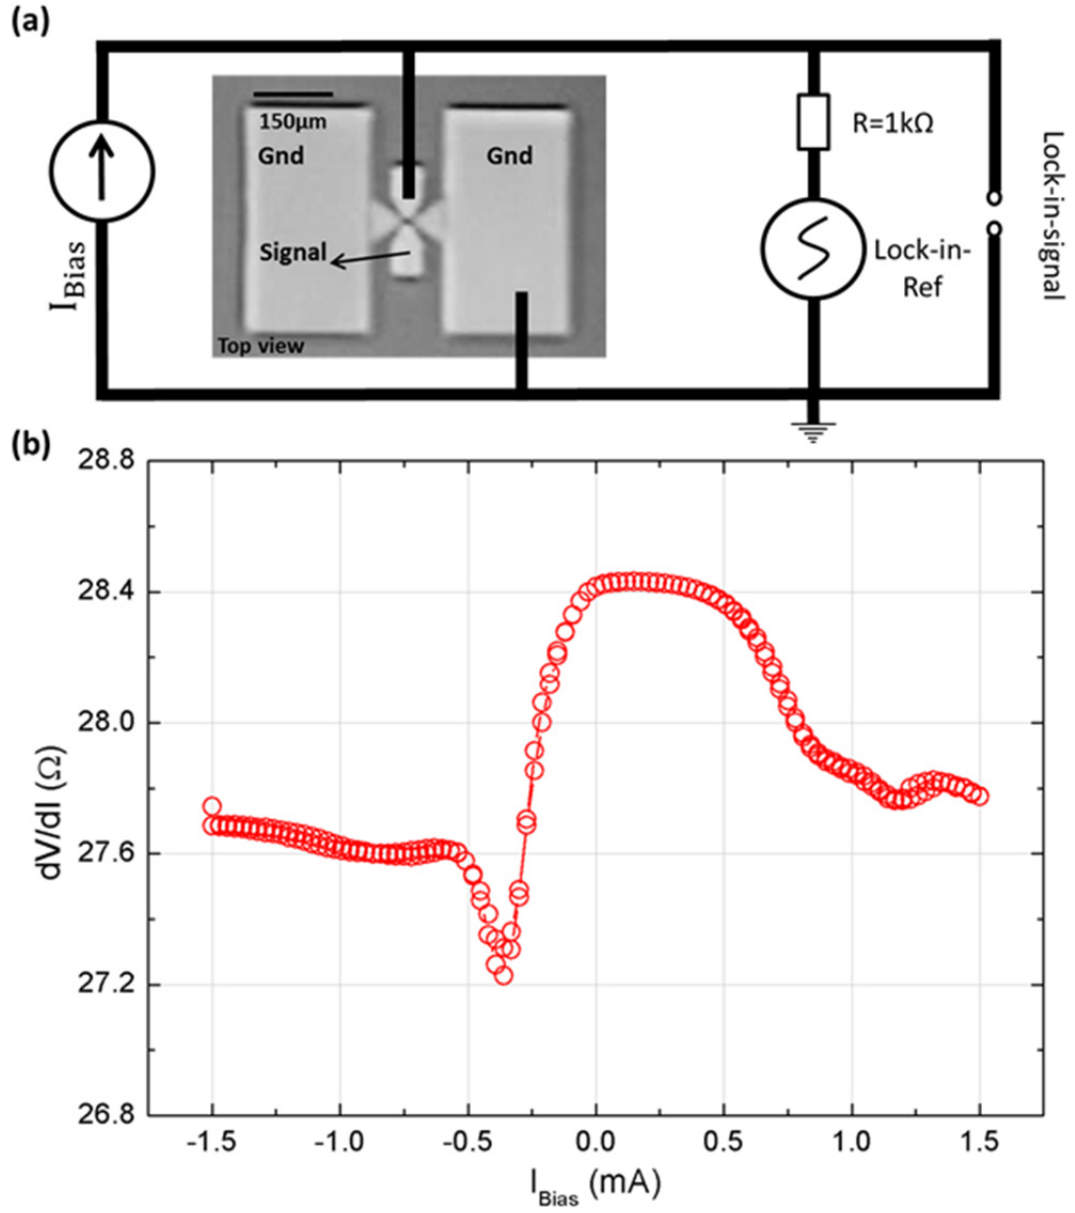 (a)
150μm
Gnd
Gnd
Signal
Top view
I Bias
R=1kΩ
Lock-in-
Ref
Lock-in-signal
(b)
28.8
28.4
28.0
27.6
27.2
26.8
dV/dI (Ω)
-1.5 -1.0 -0.5 0.0 0.5 1.0 1.5
I Bias (mA)